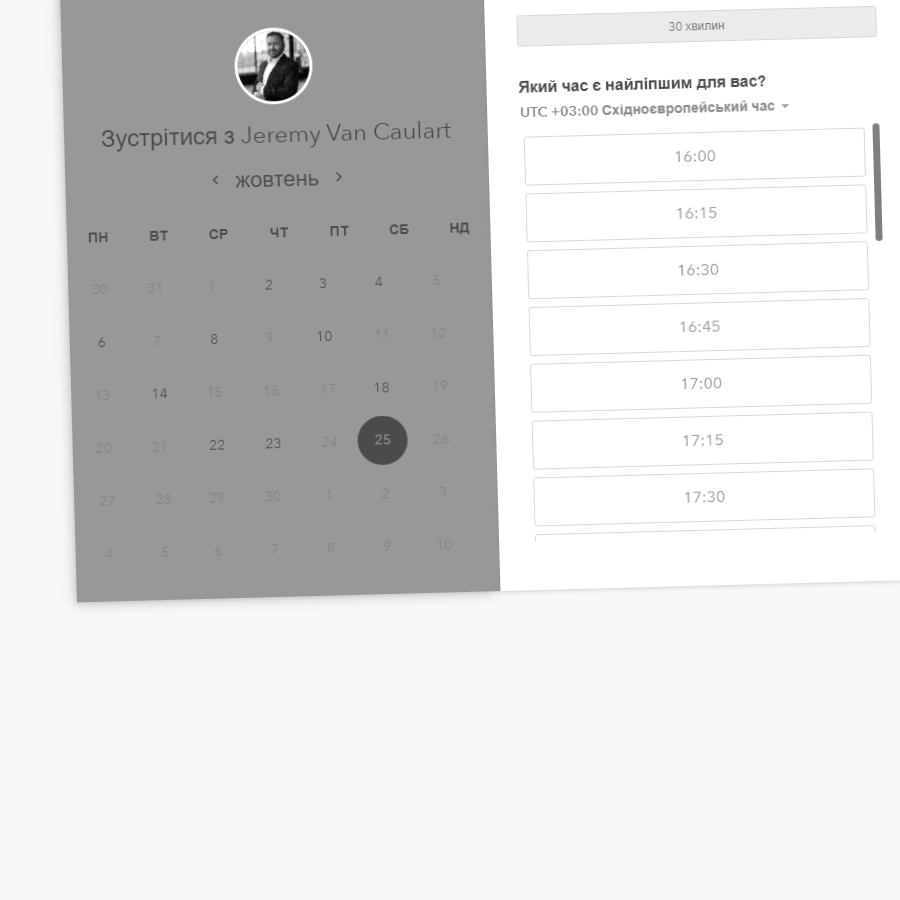 Зустрітися з Jeremy Van Caulart
жовтень
ПН ВТ СР ЧТ ПТ СБ НД
30 31 1 2 3 4 5
6 7 8 9 10 11 12
13 14 15 16 17 18 19
20 21 22 23 24 25 26
27 28 29 30 1 2 3
4 5 6 7 8 9 10
30 хвилин
Який час є найліпшим для вас?
UTC +03:00 Східноєвропейський час
16:00
16:15
16:30
16:45
17:00
17:15
17:30